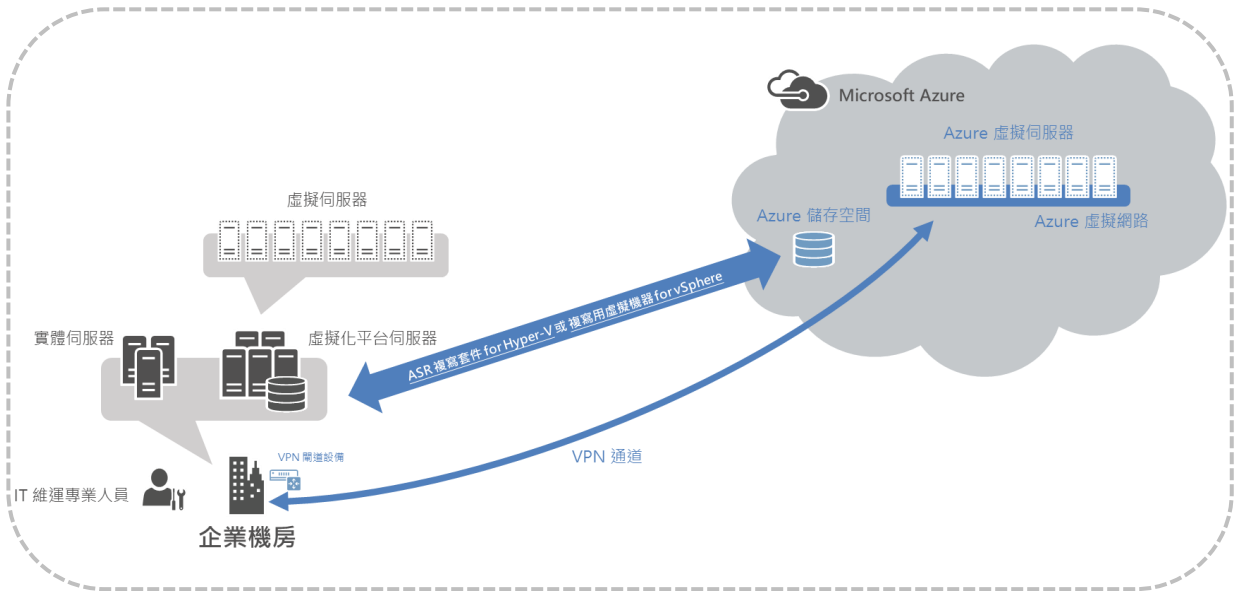 Microsoft Azure
Azure 虛擬伺服器
Azure 儲存空間
Azure 虛擬網路
虛擬伺服器
實體伺服器
虛擬化平台伺服器
ASR 複寫套件 for Hyper-V 或 複寫用虛擬機器 for vSphere
VPN 閘道設備
VPN 通道
IT 維運專業人員
企業機房